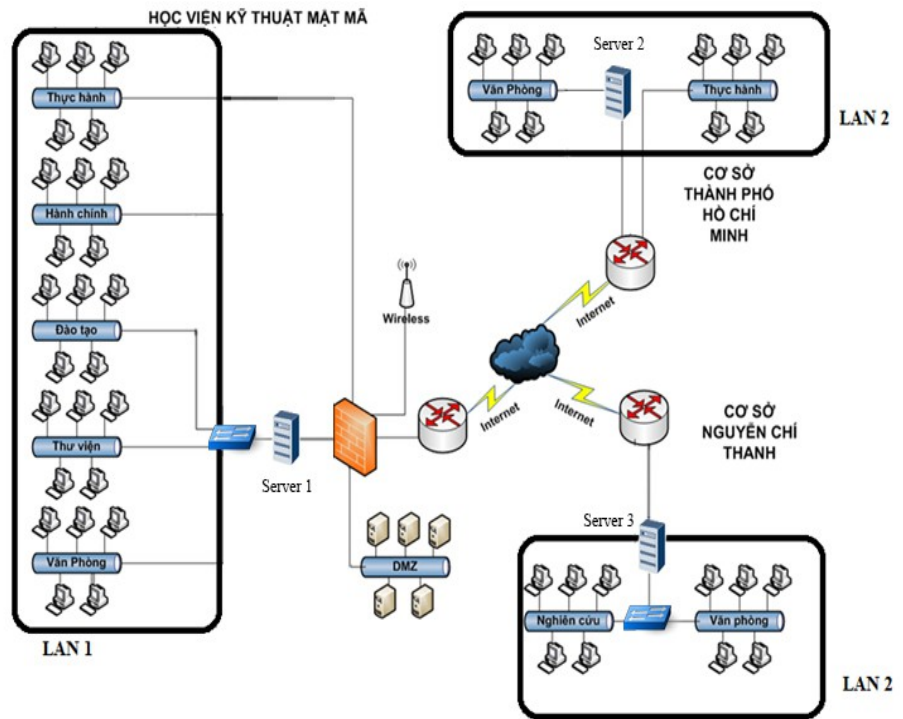 HỌC VIỆN KỸ THUẬT MẬT MÃ
Thực hành
Hành chính
Đào tạo
Thư viện
Văn Phòng
LAN 1
Server 1
Wireless
DMZ
Internet
Internet
Internet
Văn Phòng
Server 2
Thực hành
LAN 2
CƠ SỞ
THÀNH PHỐ
HỒ CHÍ
MINH
CƠ SỞ
NGUYỄN CHÍ
THANH
Server 3
Nghiên cứu
Văn phòng
LAN 2